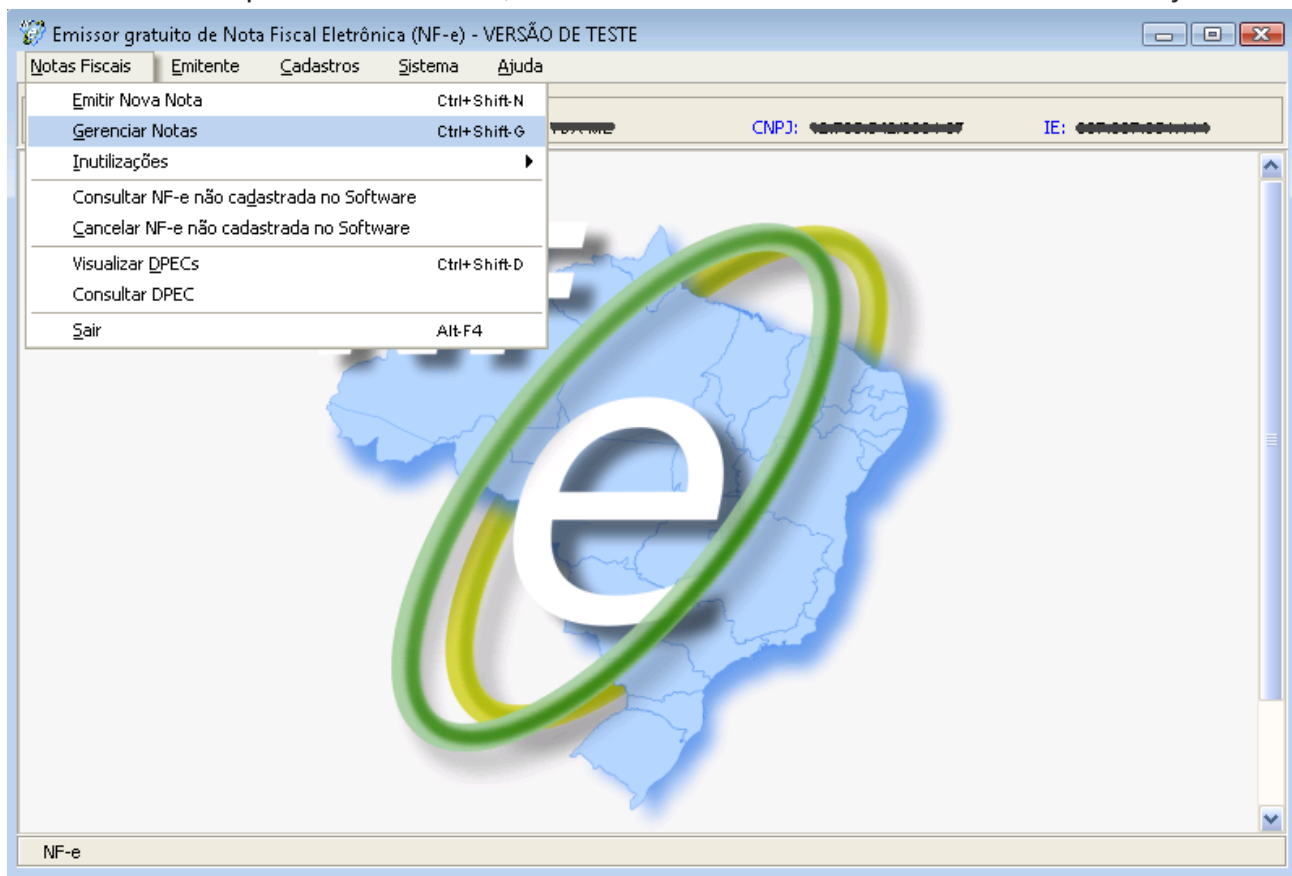 Emissor gratuito de Nota Fiscal Eletrônica (NF-e) - VERSÃO DE TESTE
Notas Fiscais Emitente Cadastros Sistema Ajuda
Emitir Nova Nota Ctrl+Shift-N
Gerenciar Notas Ctrl+Shift-G
CNPJ: IE:
Inutilizações
Consultar NF-e não cadastrada no Software
Cancelar NF-e não cadastrada no Software
Visualizar DPECs Ctrl+Shift-D
Consultar DPEC
Sair Alt-F4
e
NF-e